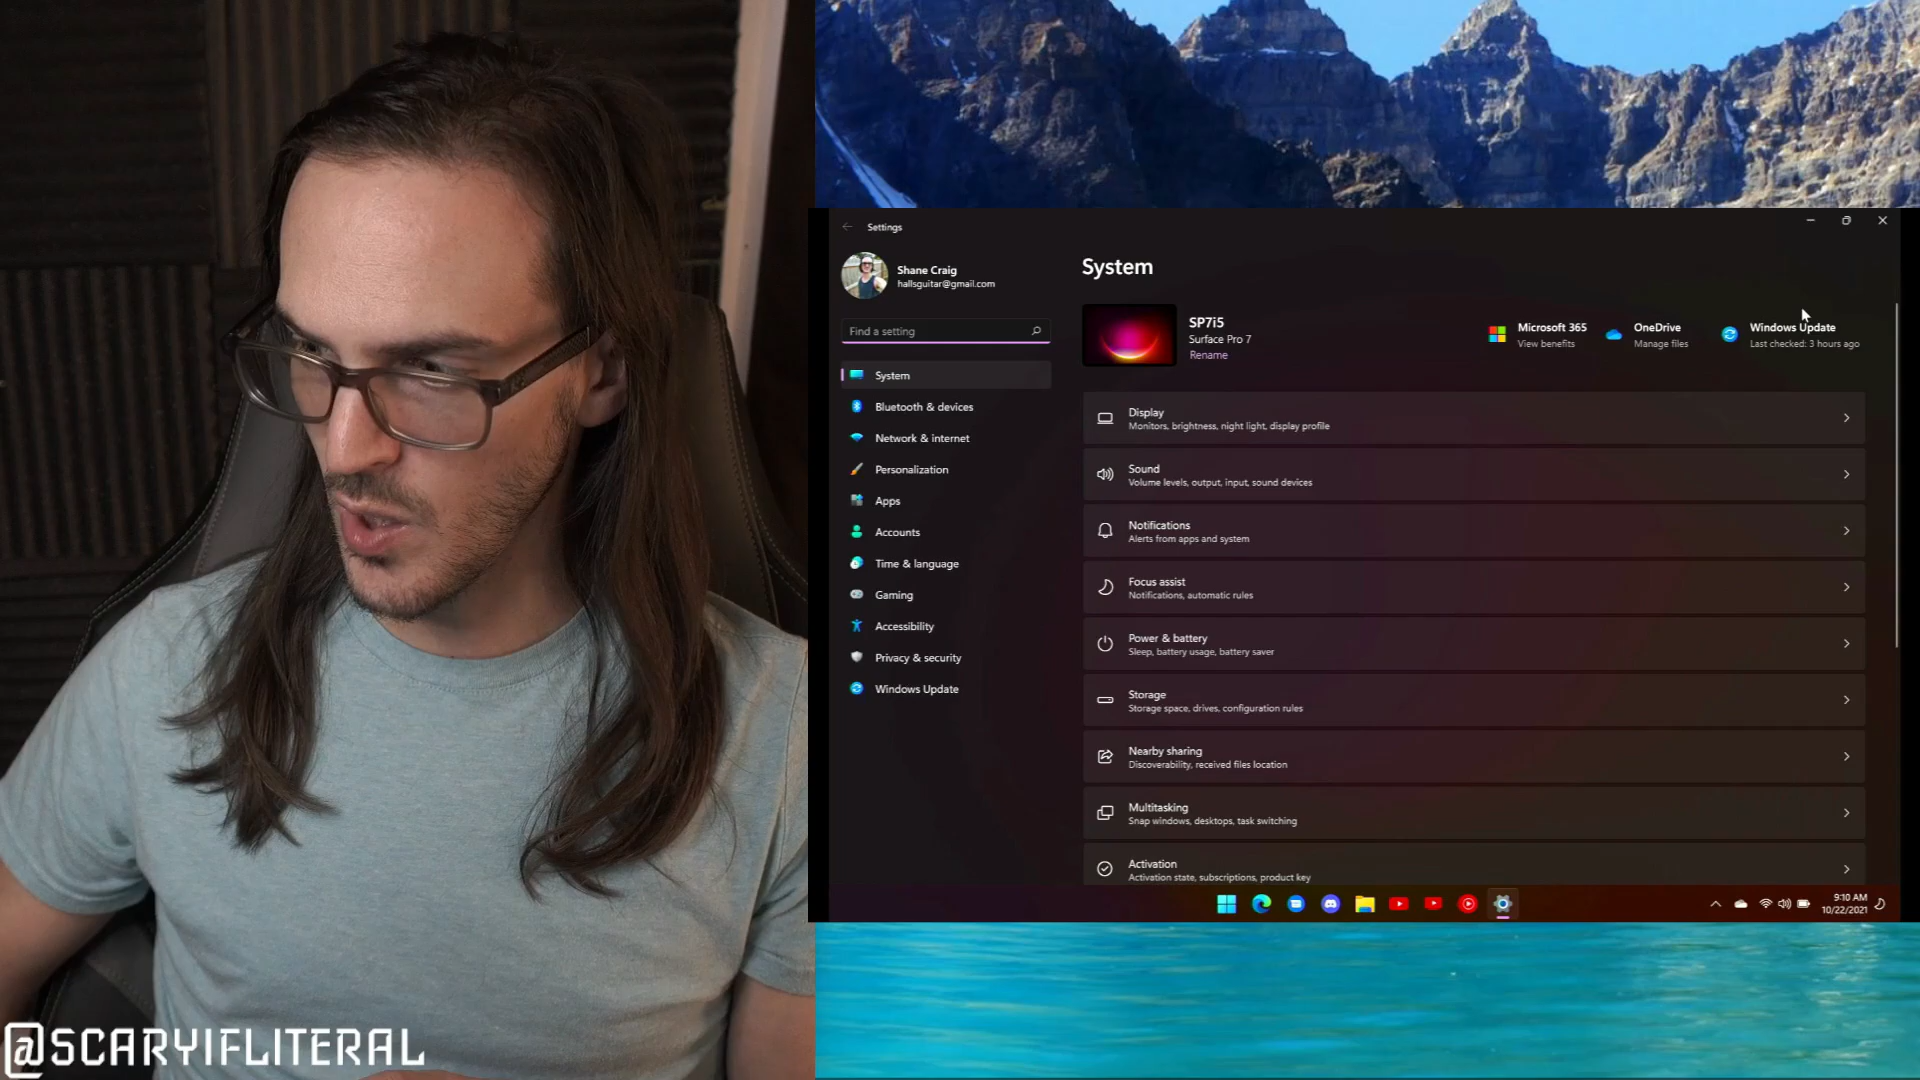 Settings
Shane Craig
hallsguitar@gmail.com
Find a setting
System
Bluetooth & devices
Network & internet
Personalization
Apps
Accounts
Time & language
Gaming
Accessibility
Privacy & security
Windows Update
System
SP7i5
Surface Pro 7
Rename
Microsoft 365
View benefits
OneDrive
Manage files
Windows Update
Last checked: 3 hours ago
Display
Monitors, brightness, night light, display profile
Sound
Volume levels, output, input, sound devices
Notifications
Alerts from apps and system
Focus assist
Notifications, automatic rules
Power & battery
Sleep, battery usage, battery saver
Storage
Storage space, drives, configuration rules
Nearby sharing
Discoverability, received files location
Multitasking
Snap windows, desktops, task switching
Activation
Activation state, subscriptions, product key
9:10 AM
10/22/2021
@SCARYIFLITERAL